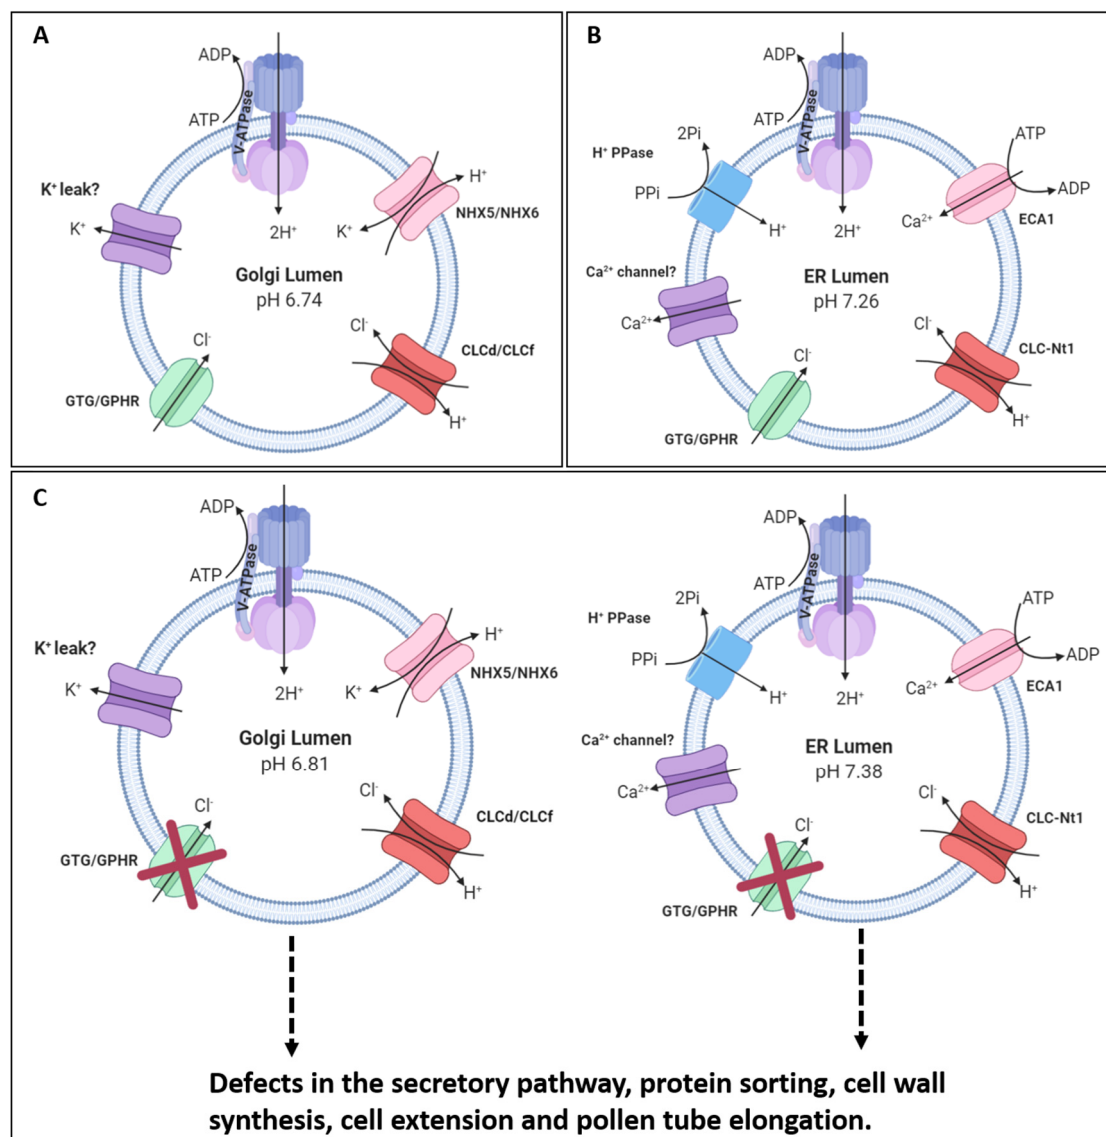 A
ADP
ATP
V-ATPase
2H⁺
K⁺ leak?
K⁺
H⁺
K⁺
NHX5/NHX6
Golgi Lumen
pH 6.74
Cl⁻
GTG/GPHR
Cl⁻
CLCd/CLCf
H⁺
B
ADP
ATP
V-ATPase
2H⁺
2Pi
H⁺ PPase
PPi
H⁺
ATP
ADP
Ca²⁺
ECA1
Ca²⁺ channel?
Ca²⁺
ER Lumen
pH 7.26
Cl⁻
GTG/GPHR
Cl⁻
CLC-Nt1
H⁺
C
ADP
ATP
V-ATPase
2H⁺
K⁺ leak?
K⁺
H⁺
K⁺
NHX5/NHX6
Golgi Lumen
pH 6.81
Cl⁻
GTG/GPHR
Cl⁻
CLCd/CLCf
H⁺
ADP
ATP
V-ATPase
2H⁺
2Pi
H⁺ PPase
PPi
H⁺
ATP
ADP
Ca²⁺
ECA1
Ca²⁺ channel?
Ca²⁺
ER Lumen
pH 7.38
Cl⁻
GTG/GPHR
Cl⁻
CLC-Nt1
H⁺
Defects in the secretory pathway, protein sorting, cell wall
synthesis, cell extension and pollen tube elongation.